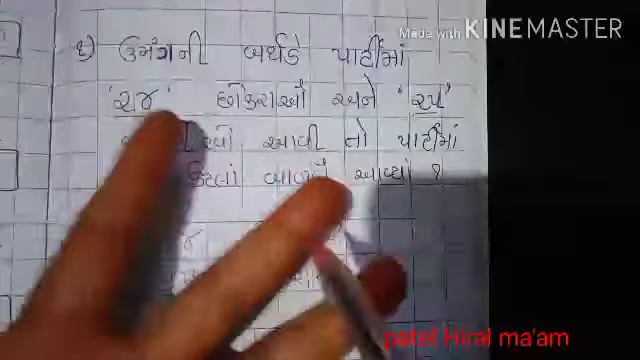 Made with KINEMASTER
૬) ઉમંગની બર્થડે પાર્ટીમાં
'૨૪' છોકરાઓ અને '૨૫'
આવી તો પાર્ટીમાં
કેટલાં બાળકો આવ્યાં ?
patel Hiral ma'am